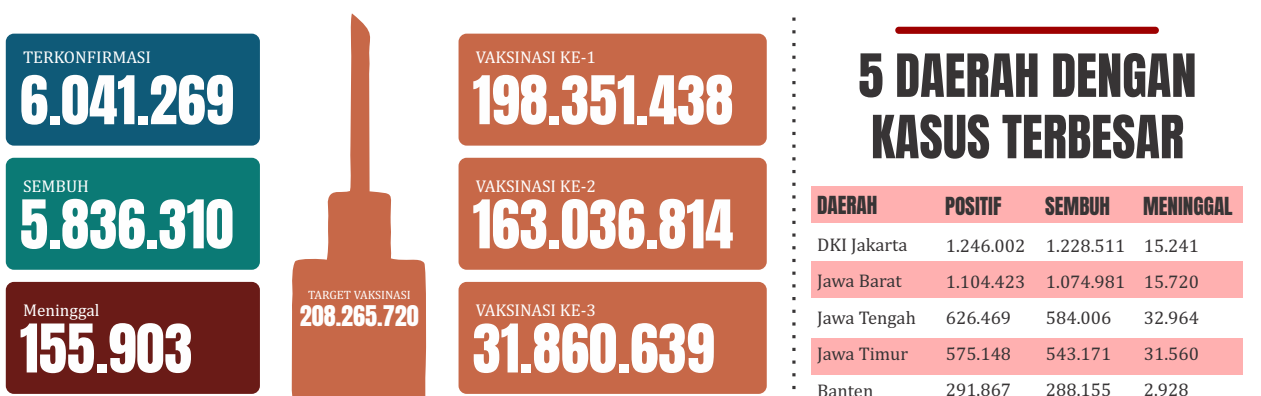 TERKONFIRMASI
6.041.269
SEMBUH
5.836.310
Meninggal
155.903
TARGET VAKSINASI
208.265.720
VAKSINASI KE-1
198.351.438
VAKSINASI KE-2
163.036.814
VAKSINASI KE-3
31.860.639
5 DAERAH DENGAN
KASUS TERBESAR
DAERAH POSITIF SEMBUH MENINGGAL
DKI Jakarta 1.246.002 1.228.511 15.241
Jawa Barat 1.104.423 1.074.981 15.720
Jawa Tengah 626.469 584.006 32.964
Jawa Timur 575.148 543.171 31.560
Banten 291.867 288.155 2.928